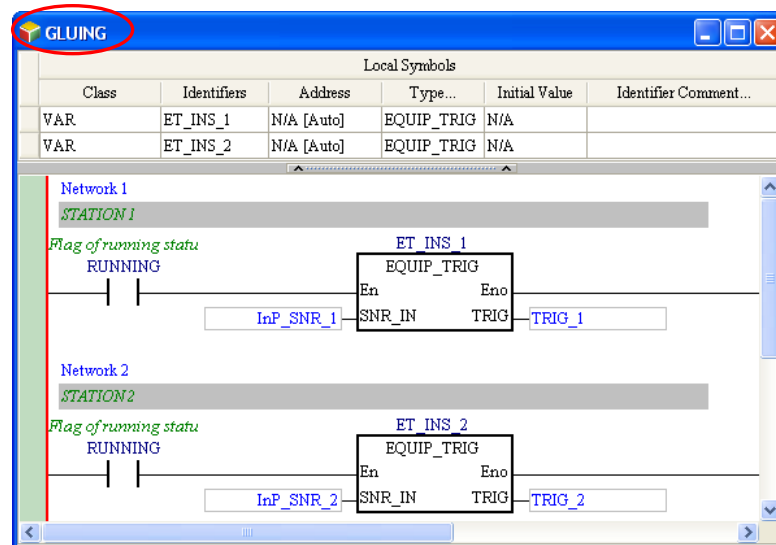 GLUING
Local Symbols
Class Identifiers Address Type... Initial Value Identifier Comment...
VAR ET_INS_1 N/A [Auto] EQUIP_TRIG N/A
VAR ET_INS_2 N/A [Auto] EQUIP_TRIG N/A
Network 1
STATION 1
Flag of running statu ET_INS_1
RUNNING EQUIP_TRIG
En Eno
InP_SNR_1 SNR_IN TRIG TRIG_1
Network 2
STATION 2
Flag of running statu ET_INS_2
RUNNING EQUIP_TRIG
En Eno
InP_SNR_2 SNR_IN TRIG TRIG_2